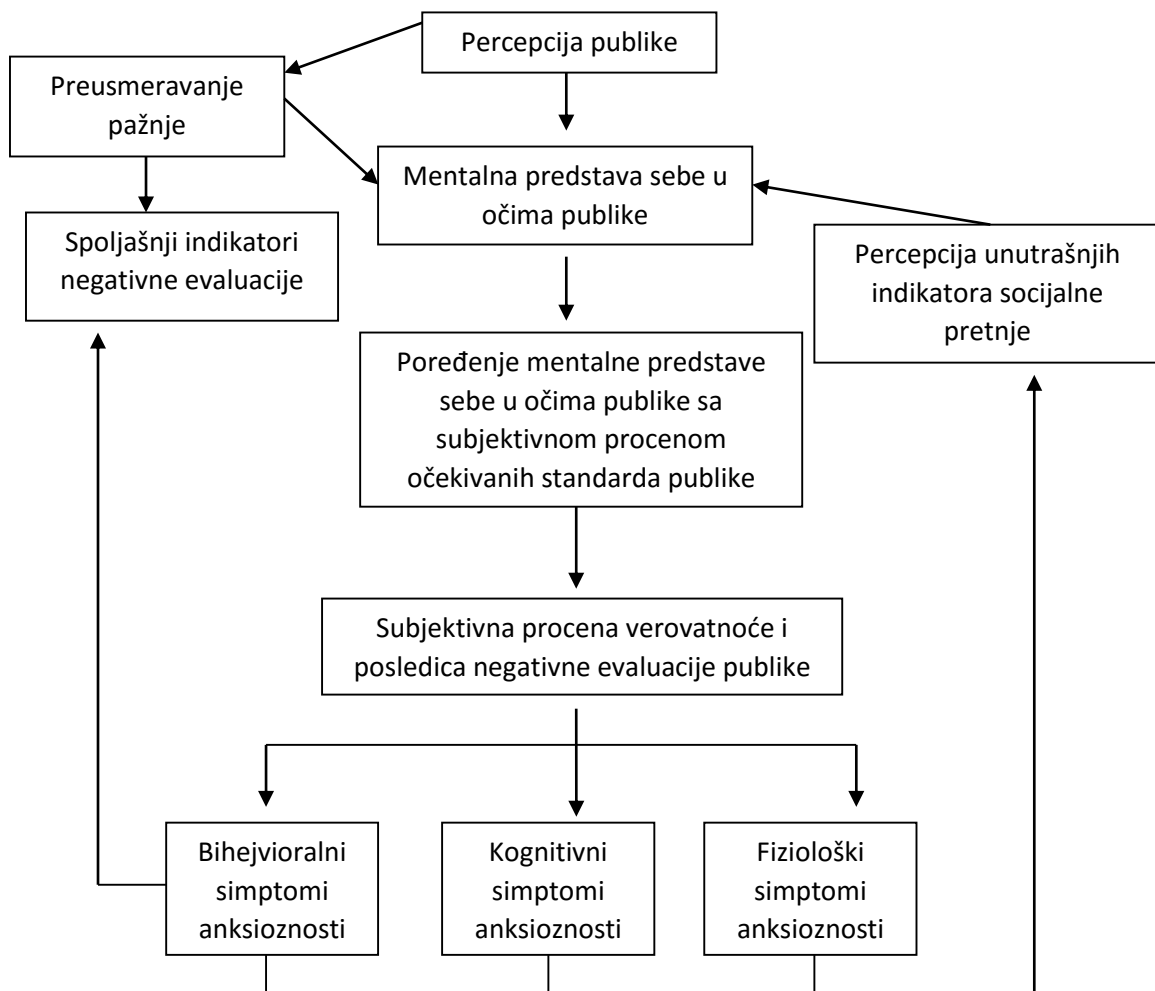 Percepcija publike
Preusmeravanje
pažnje
Mentalna predstava sebe u
očima publike
Spoljašnji indikatori
negativne evaluacije
Percepcija unutrašnjih
indikatora socijalne
pretnje
Poređenje mentalne predstave
sebe u očima publike sa
subjektivnom procenom
očekivanih standarda publike
Subjektivna procena verovatnoće i
posledica negativne evaluacije publike
Bihejvioralni
simptomi
anksioznosti
Kognitivni
simptomi
anksioznosti
Fiziološki
simptomi
anksioznosti